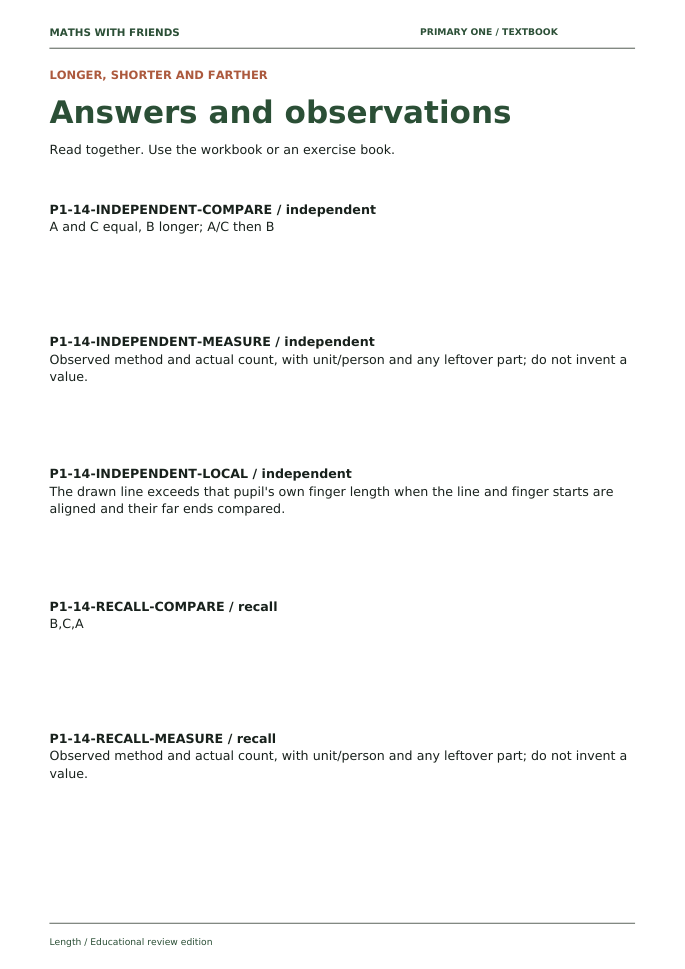 MATHS WITH FRIENDS
PRIMARY ONE / TEXTBOOK
LONGER, SHORTER AND FARTHER
Answers and observations
Read together. Use the workbook or an exercise book.
P1-14-INDEPENDENT-COMPARE / independent
A and C equal, B longer; A/C then B
P1-14-INDEPENDENT-MEASURE / independent
Observed method and actual count, with unit/person and any leftover part; do not invent a
value.
P1-14-INDEPENDENT-LOCAL / independent
The drawn line exceeds that pupil's own finger length when the line and finger starts are
aligned and their far ends compared.
P1-14-RECALL-COMPARE / recall
B,C,A
P1-14-RECALL-MEASURE / recall
Observed method and actual count, with unit/person and any leftover part; do not invent a
value.
Length / Educational review edition